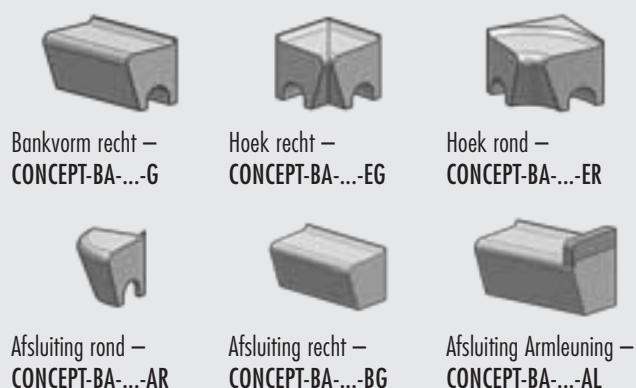 Bankvorm recht –
CONCEPT-BA-...-G
Hoek recht –
CONCEPT-BA-...-EG
Hoek rond –
CONCEPT-BA-...-ER
Afsluiting rond –
CONCEPT-BA-...-AR
Afsluiting recht –
CONCEPT-BA-...-BG
Afsluiting Armleuning –
CONCEPT-BA-...-AL